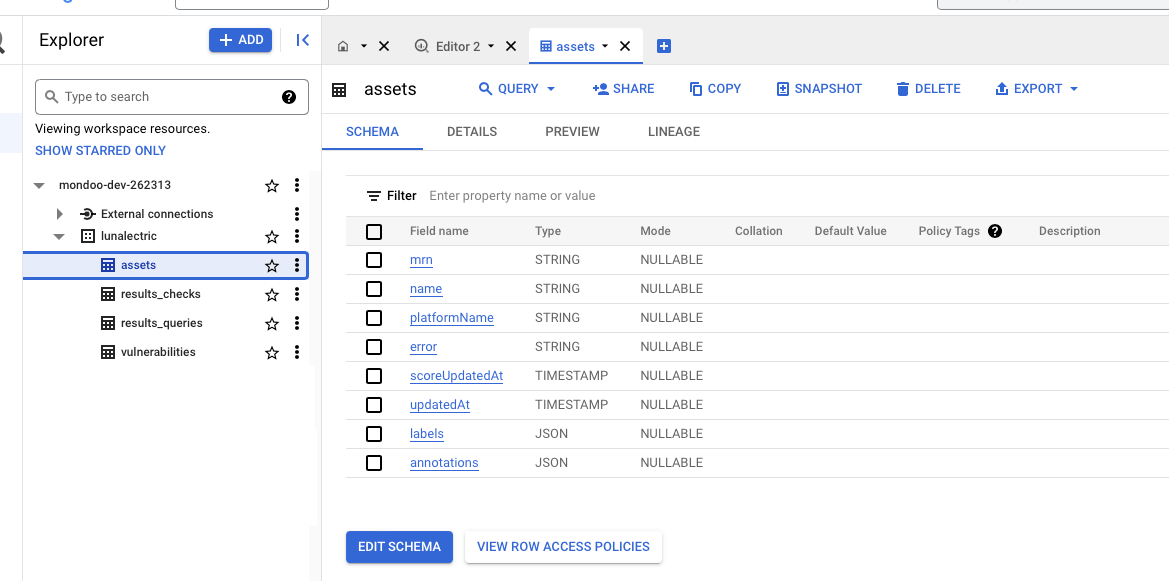 Explorer
+ ADD
Type to search
Viewing workspace resources.
SHOW STARRED ONLY
mondoo-dev-262313
External connections
lunalectric
assets
results_checks
results_queries
vulnerabilities
Editor 2
assets
assets
QUERY
SHARE
COPY
SNAPSHOT
DELETE
EXPORT
SCHEMA DETAILS PREVIEW LINEAGE
Filter Enter property name or value
Field name Type Mode Collation Default Value Policy Tags ? Description
mrn STRING NULLABLE
name STRING NULLABLE
platformName STRING NULLABLE
error STRING NULLABLE
scoreUpdatedAt TIMESTAMP NULLABLE
updatedAt TIMESTAMP NULLABLE
labels JSON NULLABLE
annotations JSON NULLABLE
EDIT SCHEMA
VIEW ROW ACCESS POLICIES